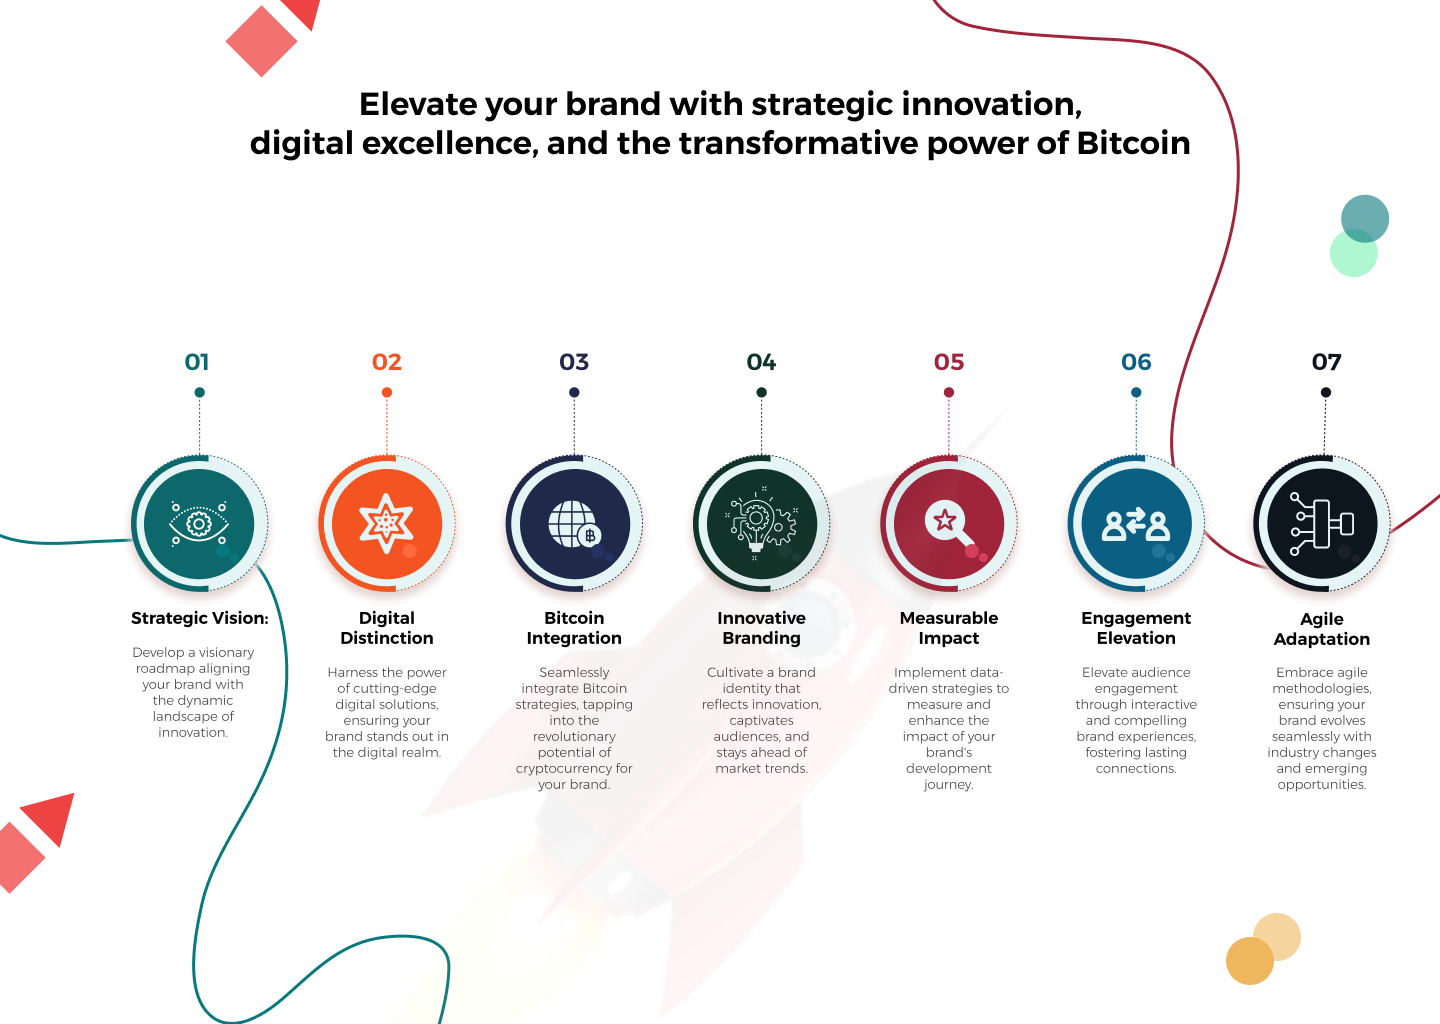 Elevate your brand with strategic innovation,
digital excellence, and the transformative power of Bitcoin
01
Strategic Vision:
Develop a visionary
roadmap aligning
your brand with
the dynamic
landscape of
innovation.
02
Digital
Distinction
Harness the power
of cutting-edge
digital solutions,
ensuring your
brand stands out in
the digital realm.
03
Bitcoin
Integration
Seamlessly
integrate Bitcoin
strategies, tapping
into the
revolutionary
potential of
cryptocurrency for
your brand.
04
Innovative
Branding
Cultivate a brand
identity that
reflects innovation,
captivates
audiences, and
stays ahead of
market trends.
05
Measurable
Impact
Implement data-
driven strategies to
measure and
enhance the
impact of your
brand's
development
journey.
06
Engagement
Elevation
Elevate audience
engagement
through interactive
and compelling
brand experiences,
fostering lasting
connections.
07
Agile
Adaptation
Embrace agile
methodologies,
ensuring your
brand evolves
seamlessly with
industry changes
and emerging
opportunities.